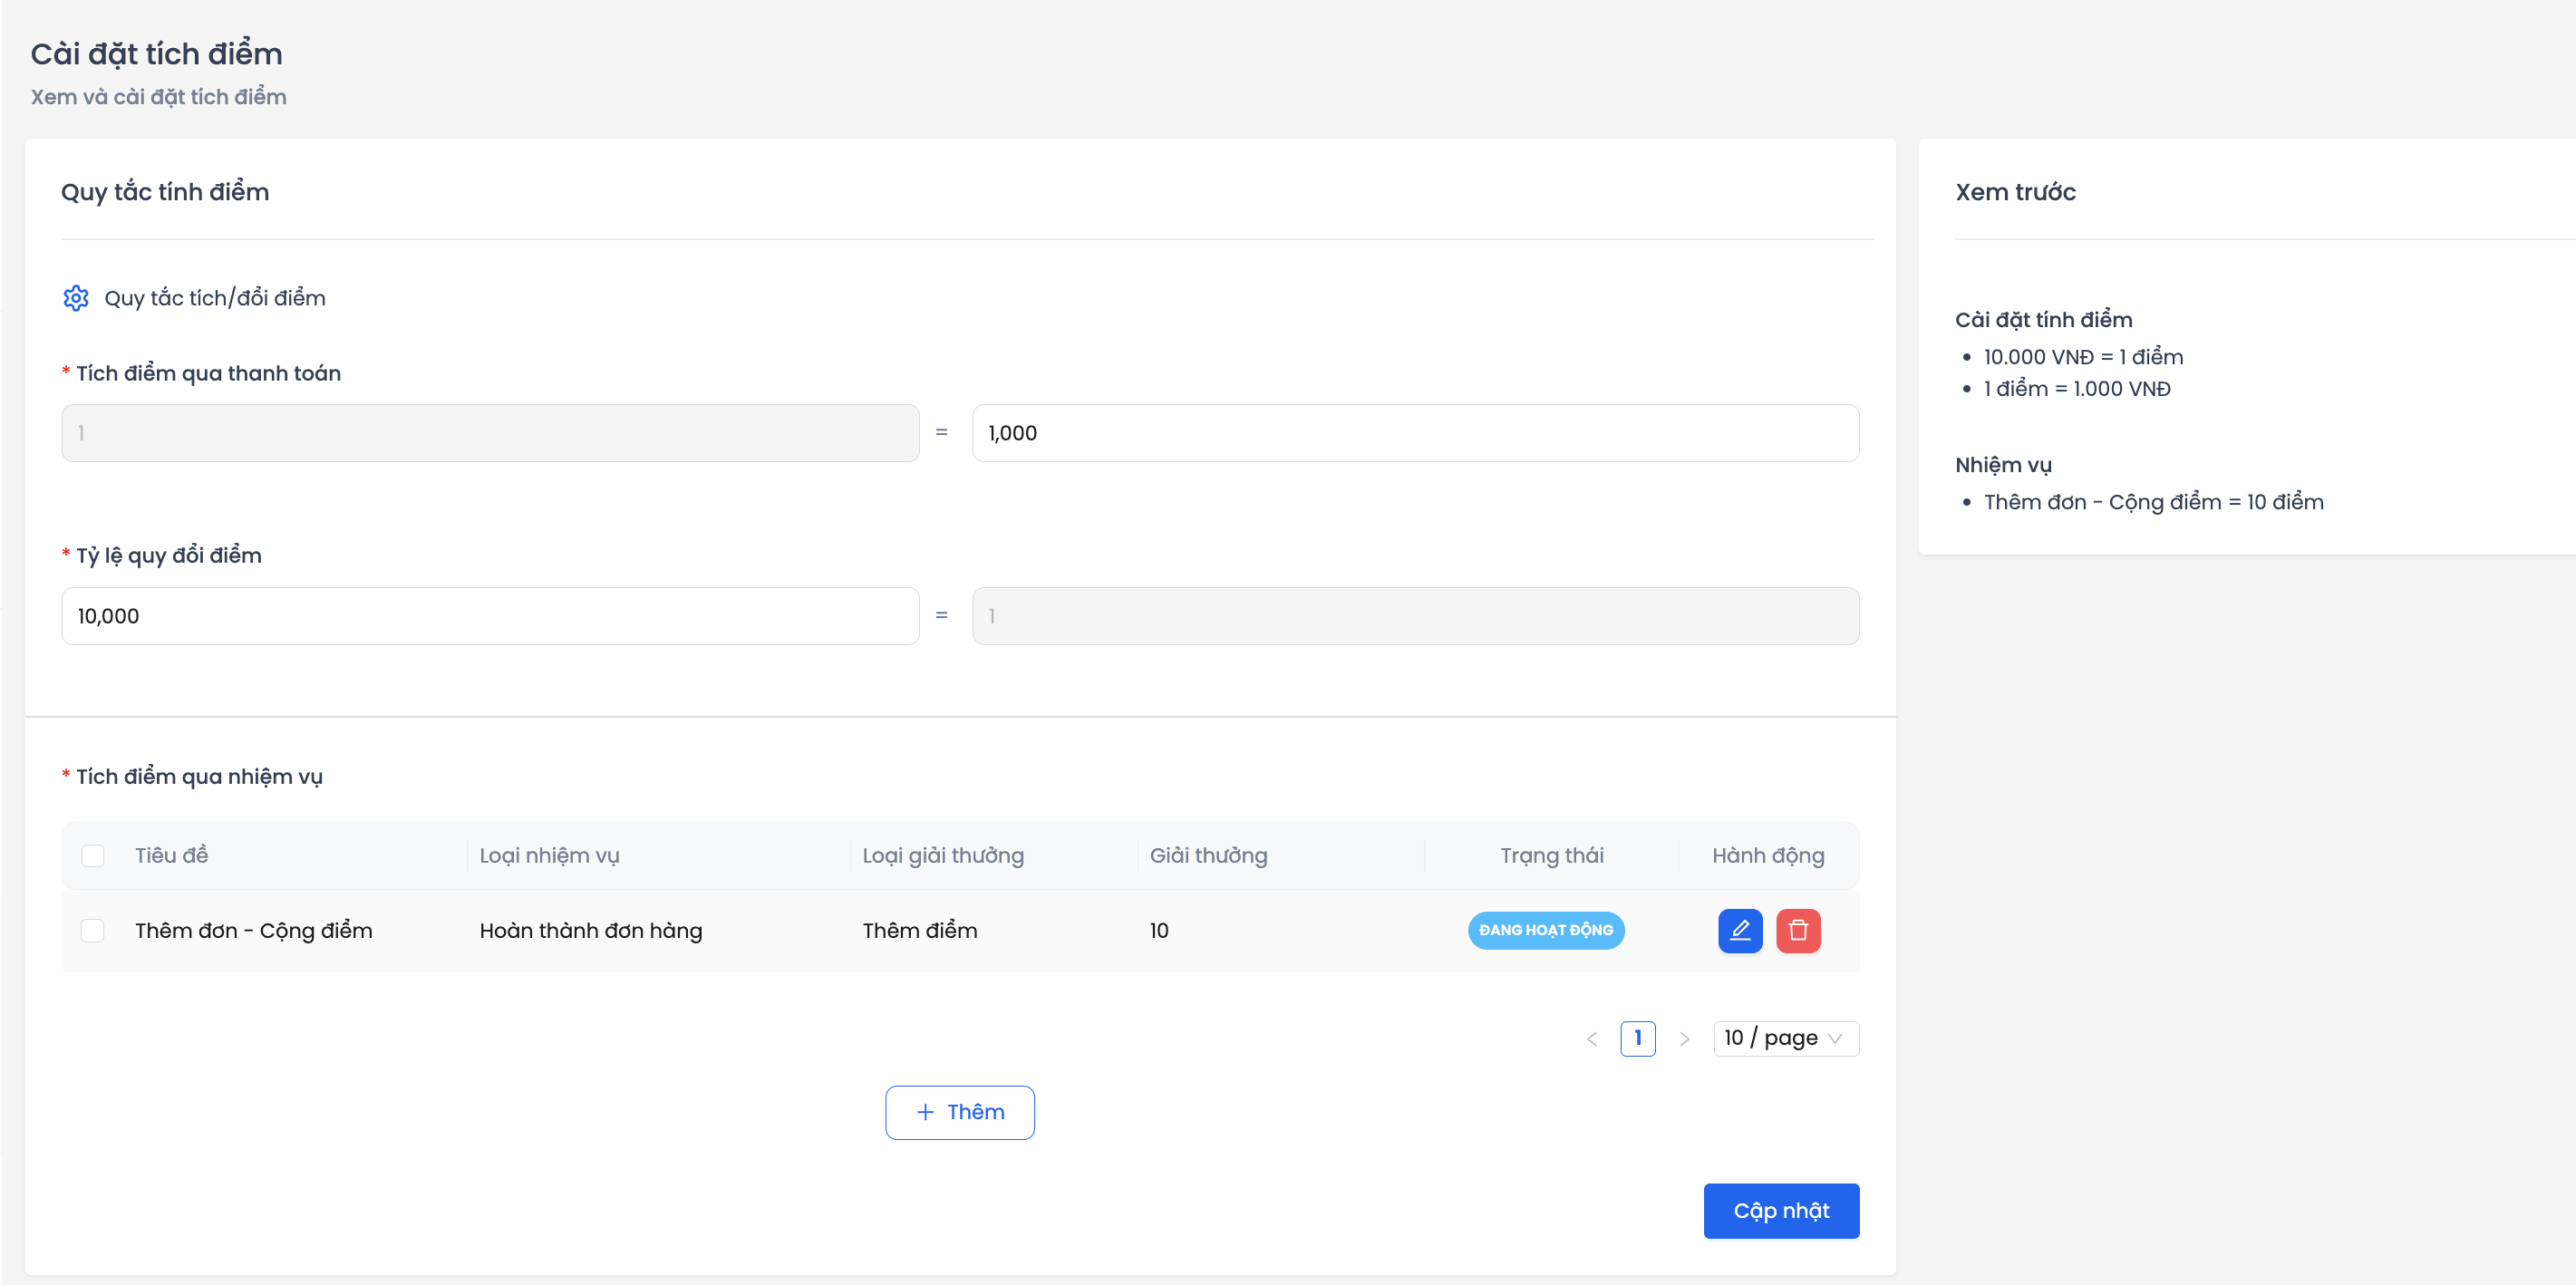 Cài đặt tích điểm
Xem và cài đặt tích điểm
Quy tắc tính điểm
Quy tắc tích/đổi điểm
* Tích điểm qua thanh toán
1 = 1,000
* Tỷ lệ quy đổi điểm
10,000 = 1
* Tích điểm qua nhiệm vụ
Tiêu đề Loại nhiệm vụ Loại giải thưởng Giải thưởng Trạng thái Hành động
Thêm đơn - Cộng điểm Hoàn thành đơn hàng Thêm điểm 10 ĐANG HOẠT ĐỘNG
< 1 > 10 / page
+ Thêm
Cập nhật
Xem trước
Cài đặt tính điểm
• 10.000 VNĐ = 1 điểm
• 1 điểm = 1.000 VNĐ
Nhiệm vụ
• Thêm đơn - Cộng điểm = 10 điểm